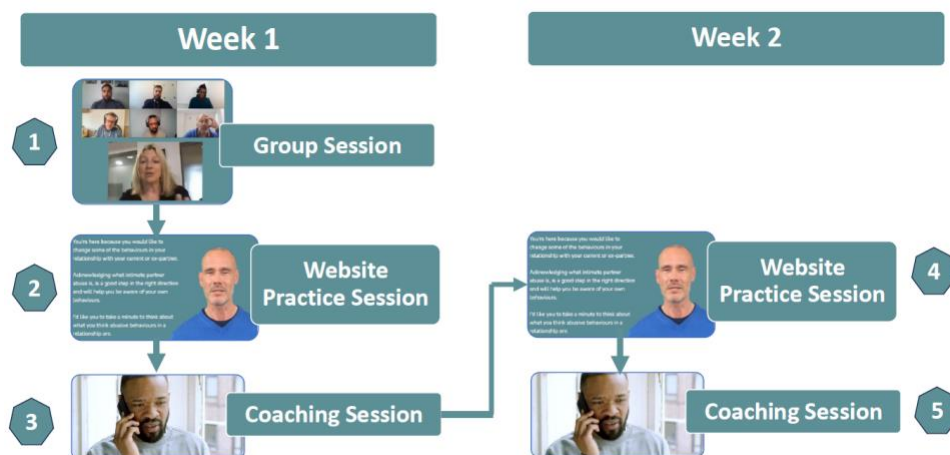 Week 1
Week 2
1
Group Session
2
You're here because you would like to
change some of the behaviours in your
relationship with your current or ex-partner.
Acknowledging what intimate partner
abuse is, is a good step in the right direction
and will help you be aware of your own
behaviours.
I'd like you to take a minute to think about
what you think abusive behaviours in a
relationship are.
Website
Practice Session
3
Coaching Session
You're here because you would like to
change some of the behaviours in your
relationship with your current or ex-partner.
Acknowledging what intimate partner
abuse is, is a good step in the right direction
and will help you be aware of your own
behaviours.
I'd like you to take a minute to think about
what you think abusive behaviours in a
relationship are.
Website
Practice Session
4
Coaching Session
5